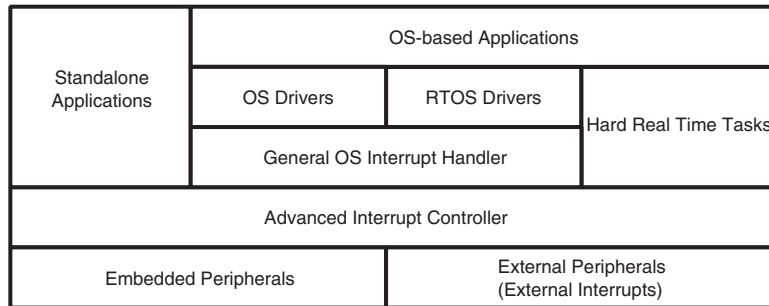 OS-based Applications
Standalone
Applications
OS Drivers
RTOS Drivers
Hard Real Time Tasks
General OS Interrupt Handler
Advanced Interrupt Controller
Embedded Peripherals
External Peripherals
(External Interrupts)